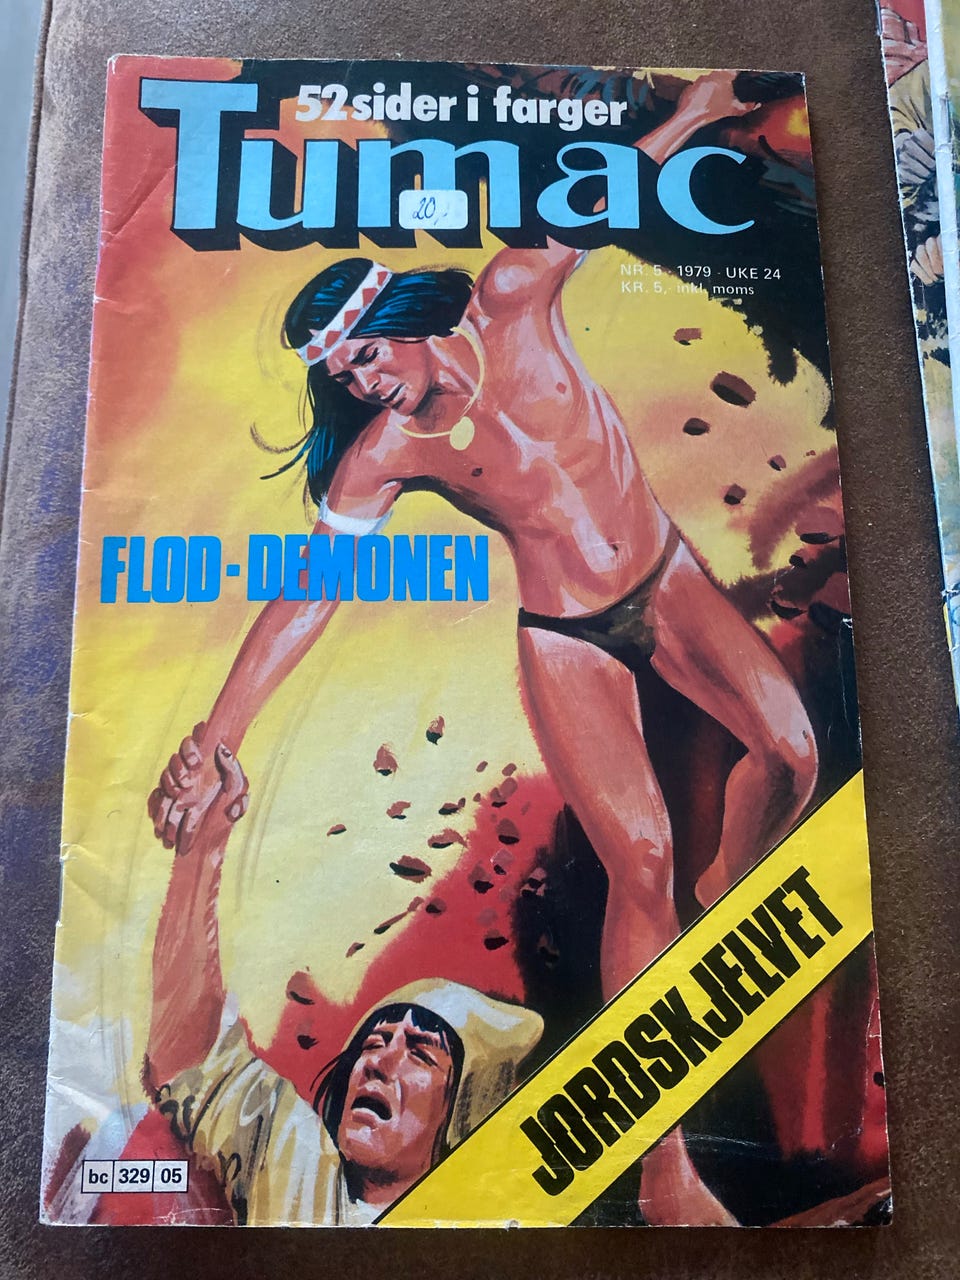 52 sider i farger
Tumac
20,-
NR. 5 · 1979 · UKE 24
KR. 5,- inkl. moms
FLOD-DEMONEN
JORDSKJELVET
bc 329 05